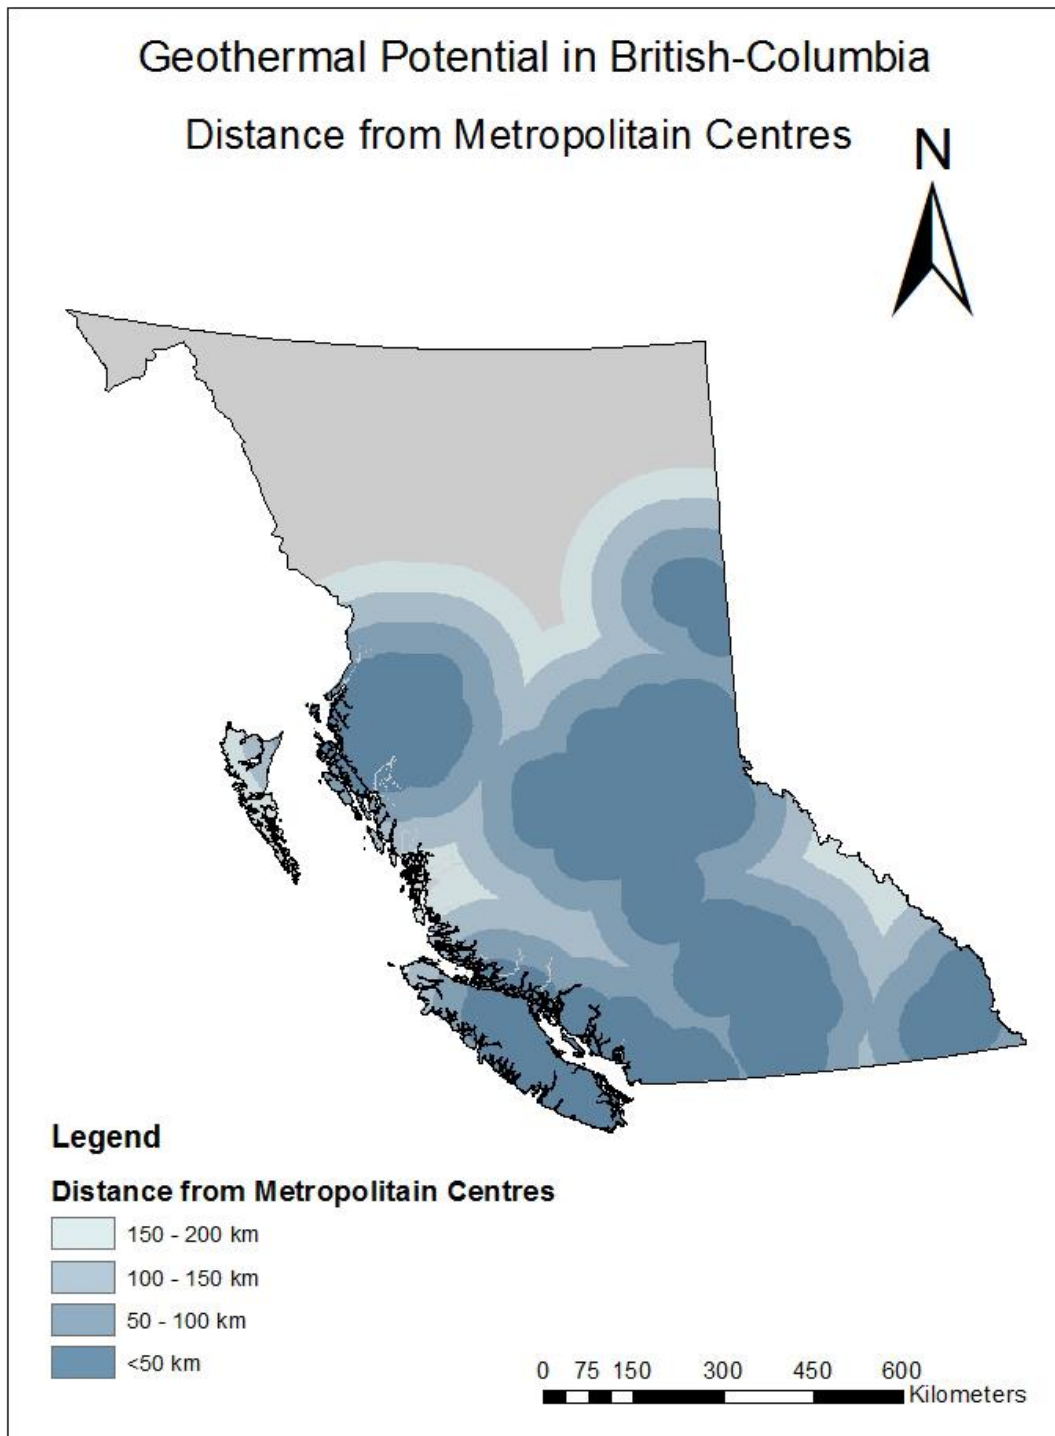 Geothermal Potential in British-Columbia
Distance from Metropolitain Centres
N
Legend
Distance from Metropolitain Centres
150 - 200 km
100 - 150 km
50 - 100 km
<50 km
0 75 150 300 450 600
Kilometers